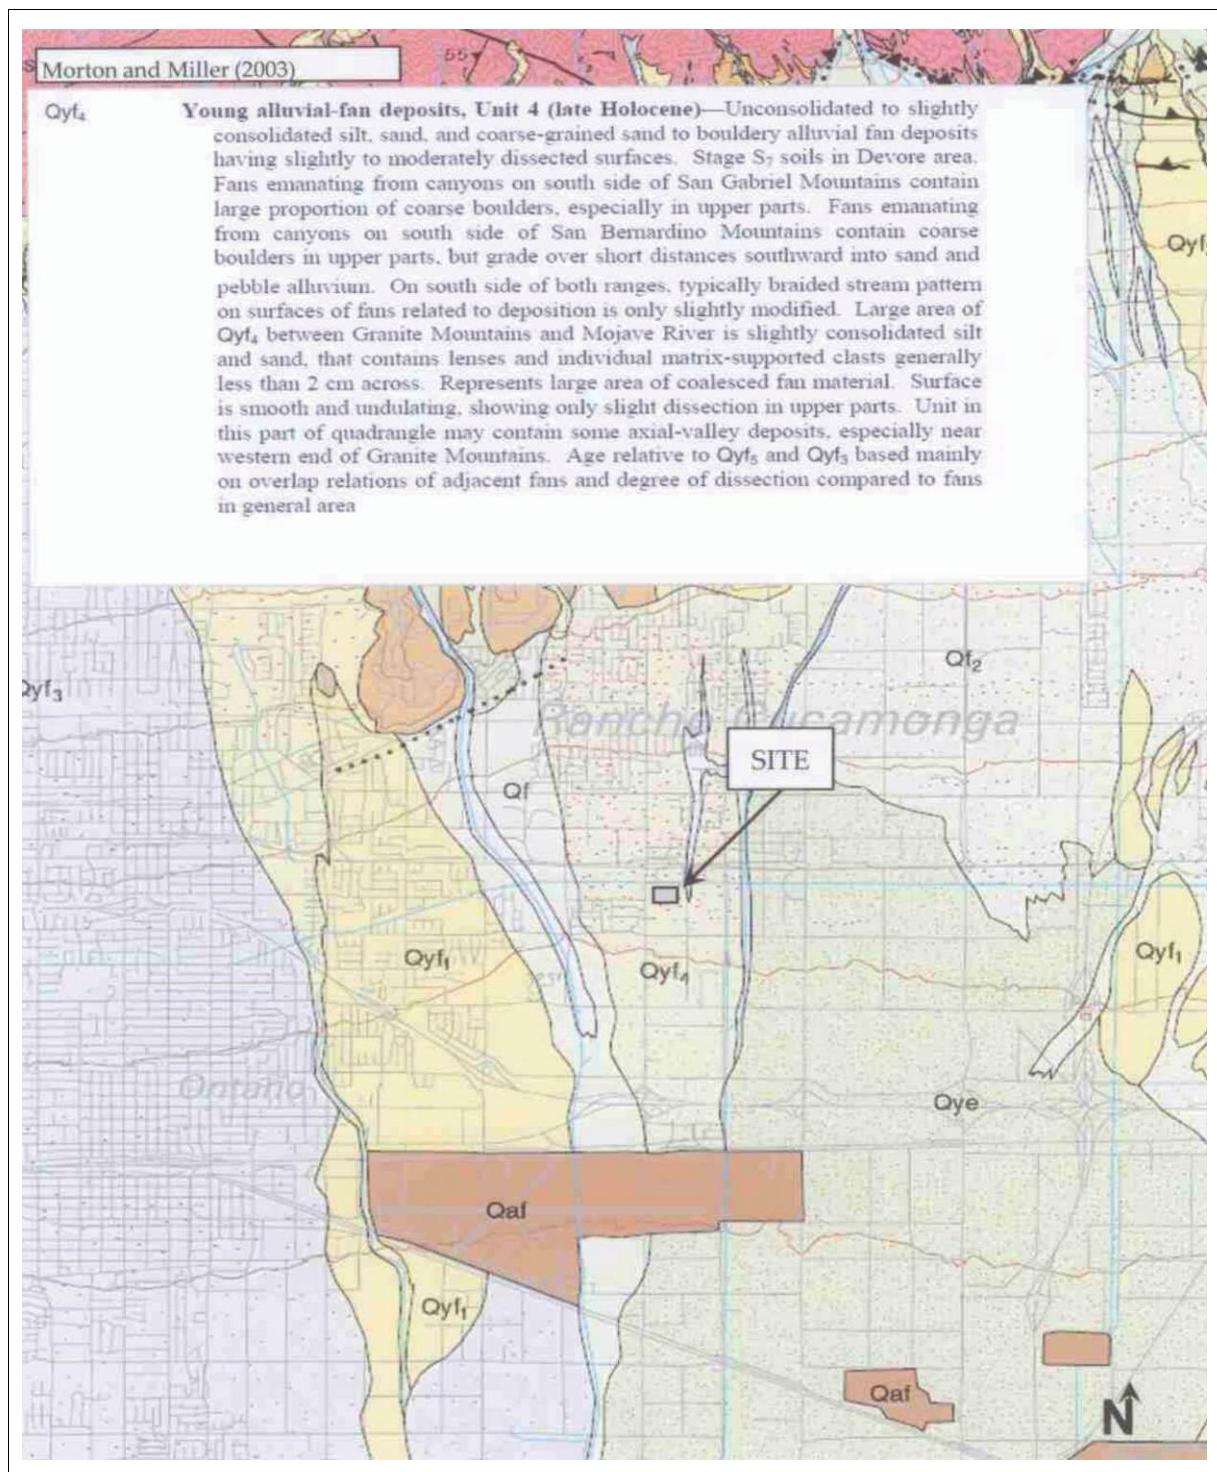 55
Morton and Miller (2003)
Qyf₄ Young alluvial-fan deposits, Unit 4 (late Holocene)—Unconsolidated to slightly
consolidated silt, sand, and coarse-grained sand to bouldery alluvial fan deposits
having slightly to moderately dissected surfaces. Stage S₇ soils in Devore area.
Fans emanating from canyons on south side of San Gabriel Mountains contain
large proportion of coarse boulders, especially in upper parts. Fans emanating
from canyons on south side of San Bernardino Mountains contain coarse
boulders in upper parts, but grade over short distances southward into sand and
pebble alluvium. On south side of both ranges, typically braided stream pattern
on surfaces of fans related to deposition is only slightly modified. Large area of
Qyf₄ between Granite Mountains and Mojave River is slightly consolidated silt
and sand, that contains lenses and individual matrix-supported clasts generally
less than 2 cm across. Represents large area of coalesced fan material. Surface
is smooth and undulating, showing only slight dissection in upper parts. Unit in
this part of quadrangle may contain some axial-valley deposits, especially near
western end of Granite Mountains. Age relative to Qyf₅ and Qyf₃ based mainly
on overlap relations of adjacent fans and degree of dissection compared to fans
in general area
Qf₂
Qyf₃
Rancho Cucamonga
SITE
Qf
Qyf₁
Qyf₄
Qyf₁
Ontario
Qye
Qaf
Qyf₁
Qaf
N